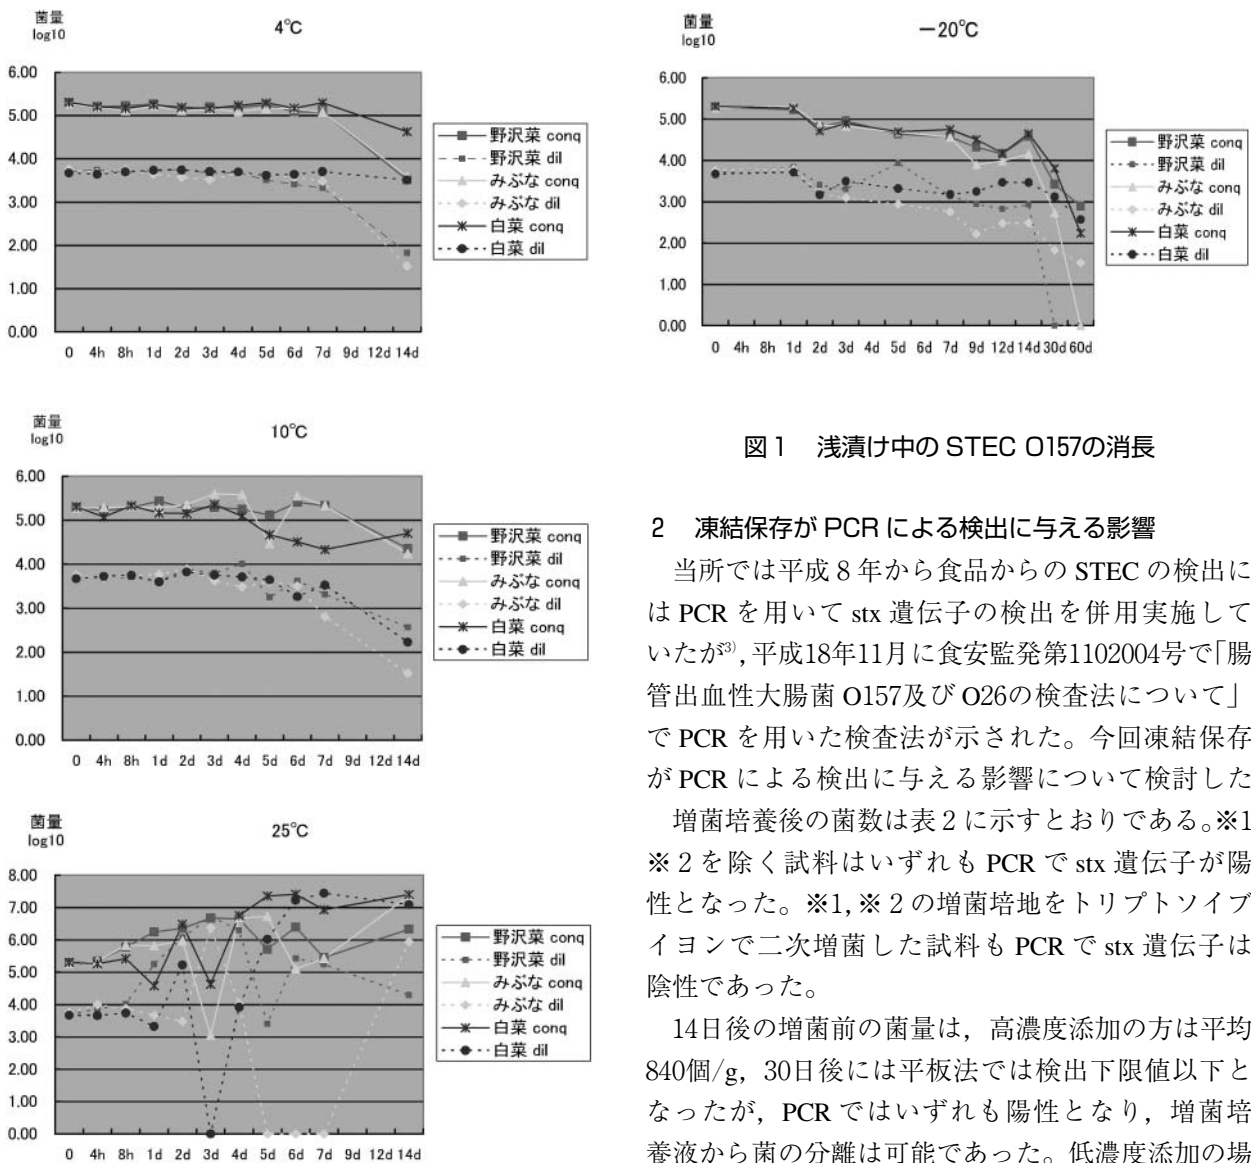 菌量
log10
4℃
6.00
5.00
4.00
3.00
2.00
1.00
0.00
0 4h 8h 1d 2d 3d 4d 5d 6d 7d 9d 12d 14d
野沢菜 conq
野沢菜 dil
みぶな conq
みぶな dil
白菜 conq
白菜 dil
菌量
log10
10℃
6.00
5.00
4.00
3.00
2.00
1.00
0.00
0 4h 8h 1d 2d 3d 4d 5d 6d 7d 9d 12d 14d
野沢菜 conq
野沢菜 dil
みぶな conq
みぶな dil
白菜 conq
白菜 dil
菌量
log10
25℃
8.00
7.00
6.00
5.00
4.00
3.00
2.00
1.00
0.00
0 4h 8h 1d 2d 3d 4d 5d 6d 7d 9d 12d 14d
野沢菜 conq
野沢菜 dil
みぶな conq
みぶな dil
白菜 conq
白菜 dil
菌量
log10
－20℃
6.00
5.00
4.00
3.00
2.00
1.00
0.00
0 4h 8h 1d 2d 3d 4d 5d 6d 7d 9d 12d 14d 30d 60d
野沢菜 conq
野沢菜 dil
みぶな conq
みぶな dil
白菜 conq
白菜 dil
図1　浅漬け中の STEC O157の消長
2　凍結保存が PCR による検出に与える影響
当所では平成８年から食品からの STEC の検出に
は PCR を用いて stx 遺伝子の検出を併用実施して
いたが³⁾，平成18年11月に食安監発第1102004号で「腸
管出血性大腸菌 O157及び O26の検査法について」
で PCR を用いた検査法が示された。今回凍結保存
が PCR による検出に与える影響について検討した
増菌培養後の菌数は表２に示すとおりである。※1
※２を除く試料はいずれも PCR で stx 遺伝子が陽
性となった。※1，※２の増菌培地をトリプトソイブ
イヨンで二次増菌した試料も PCR で stx 遺伝子は
陰性であった。
14日後の増菌前の菌量は，高濃度添加の方は平均
840個/g，30日後には平板法では検出下限値以下と
なったが，PCR ではいずれも陽性となり，増菌培
養液から菌の分離は可能であった。低濃度添加の場